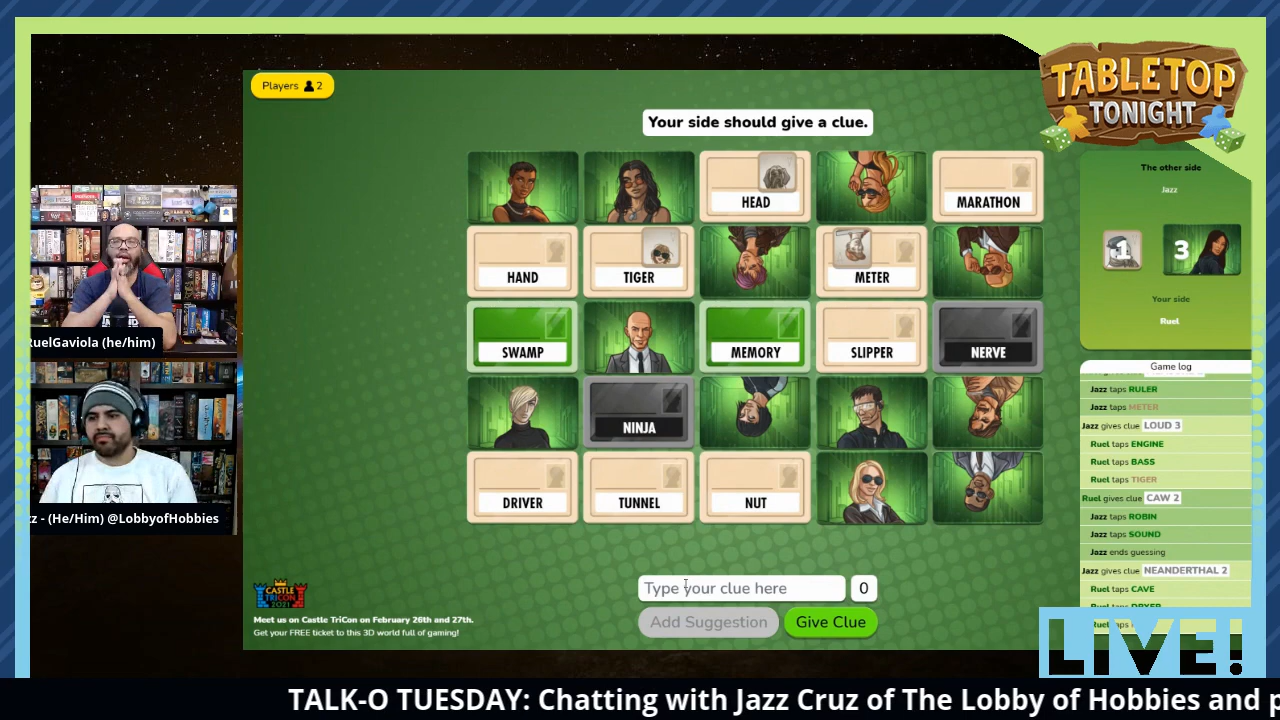 Players 2
Your side should give a clue.
TABLETOP
TONIGHT
The other side
Jazz
HEAD
MARATHON
HAND
TIGER
METER
1
3
Your side
Ruel
SWAMP
MEMORY
SLIPPER
NERVE
RuelGaviola (he/him)
Game log
Jazz taps RULER
Jazz taps METER
Jazz gives clue LOUD 3
Ruel taps ENGINE
Ruel taps BASS
Ruel taps TIGER
Ruel gives clue CAW 2
Jazz taps ROBIN
Jazz taps SOUND
Jazz ends guessing
Jazz gives clue NEANDERTHAL 2
Ruel taps CAVE
NINJA
DRIVER
TUNNEL
NUT
zz - (He/Him) @LobbyofHobbies
CASTLE
TRICON
2021
Meet us on Castle TriCon on February 26th and 27th.
Get your FREE ticket to this 3D world full of gaming!
Type your clue here
0
Add Suggestion
Give Clue
LIVE!
TALK-O TUESDAY: Chatting with Jazz Cruz of The Lobby of Hobbies and p